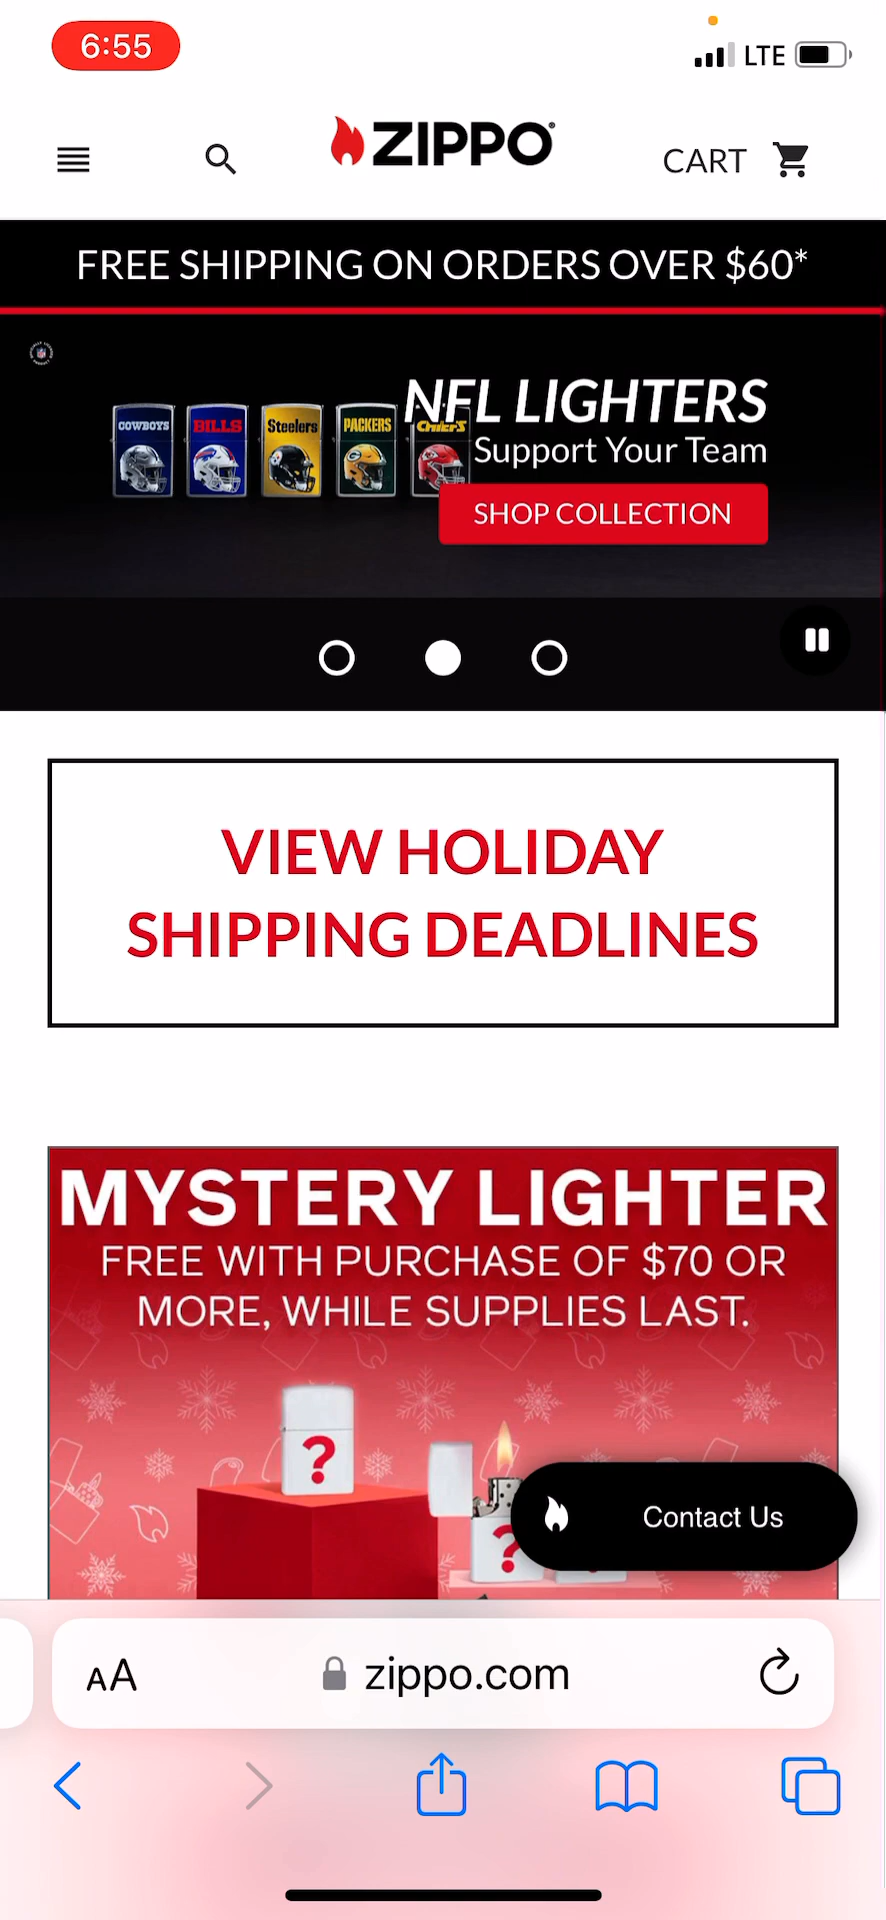 6:55
LTE
ZIPPO
CART
FREE SHIPPING ON ORDERS OVER $60*
NFL LIGHTERS
COWBOYS BILLS Steelers PACKERS Chiefs
Support Your Team
SHOP COLLECTION
VIEW HOLIDAY
SHIPPING DEADLINES
MYSTERY LIGHTER
FREE WITH PURCHASE OF $70 OR
MORE, WHILE SUPPLIES LAST.
?
?
Contact Us
AA
zippo.com